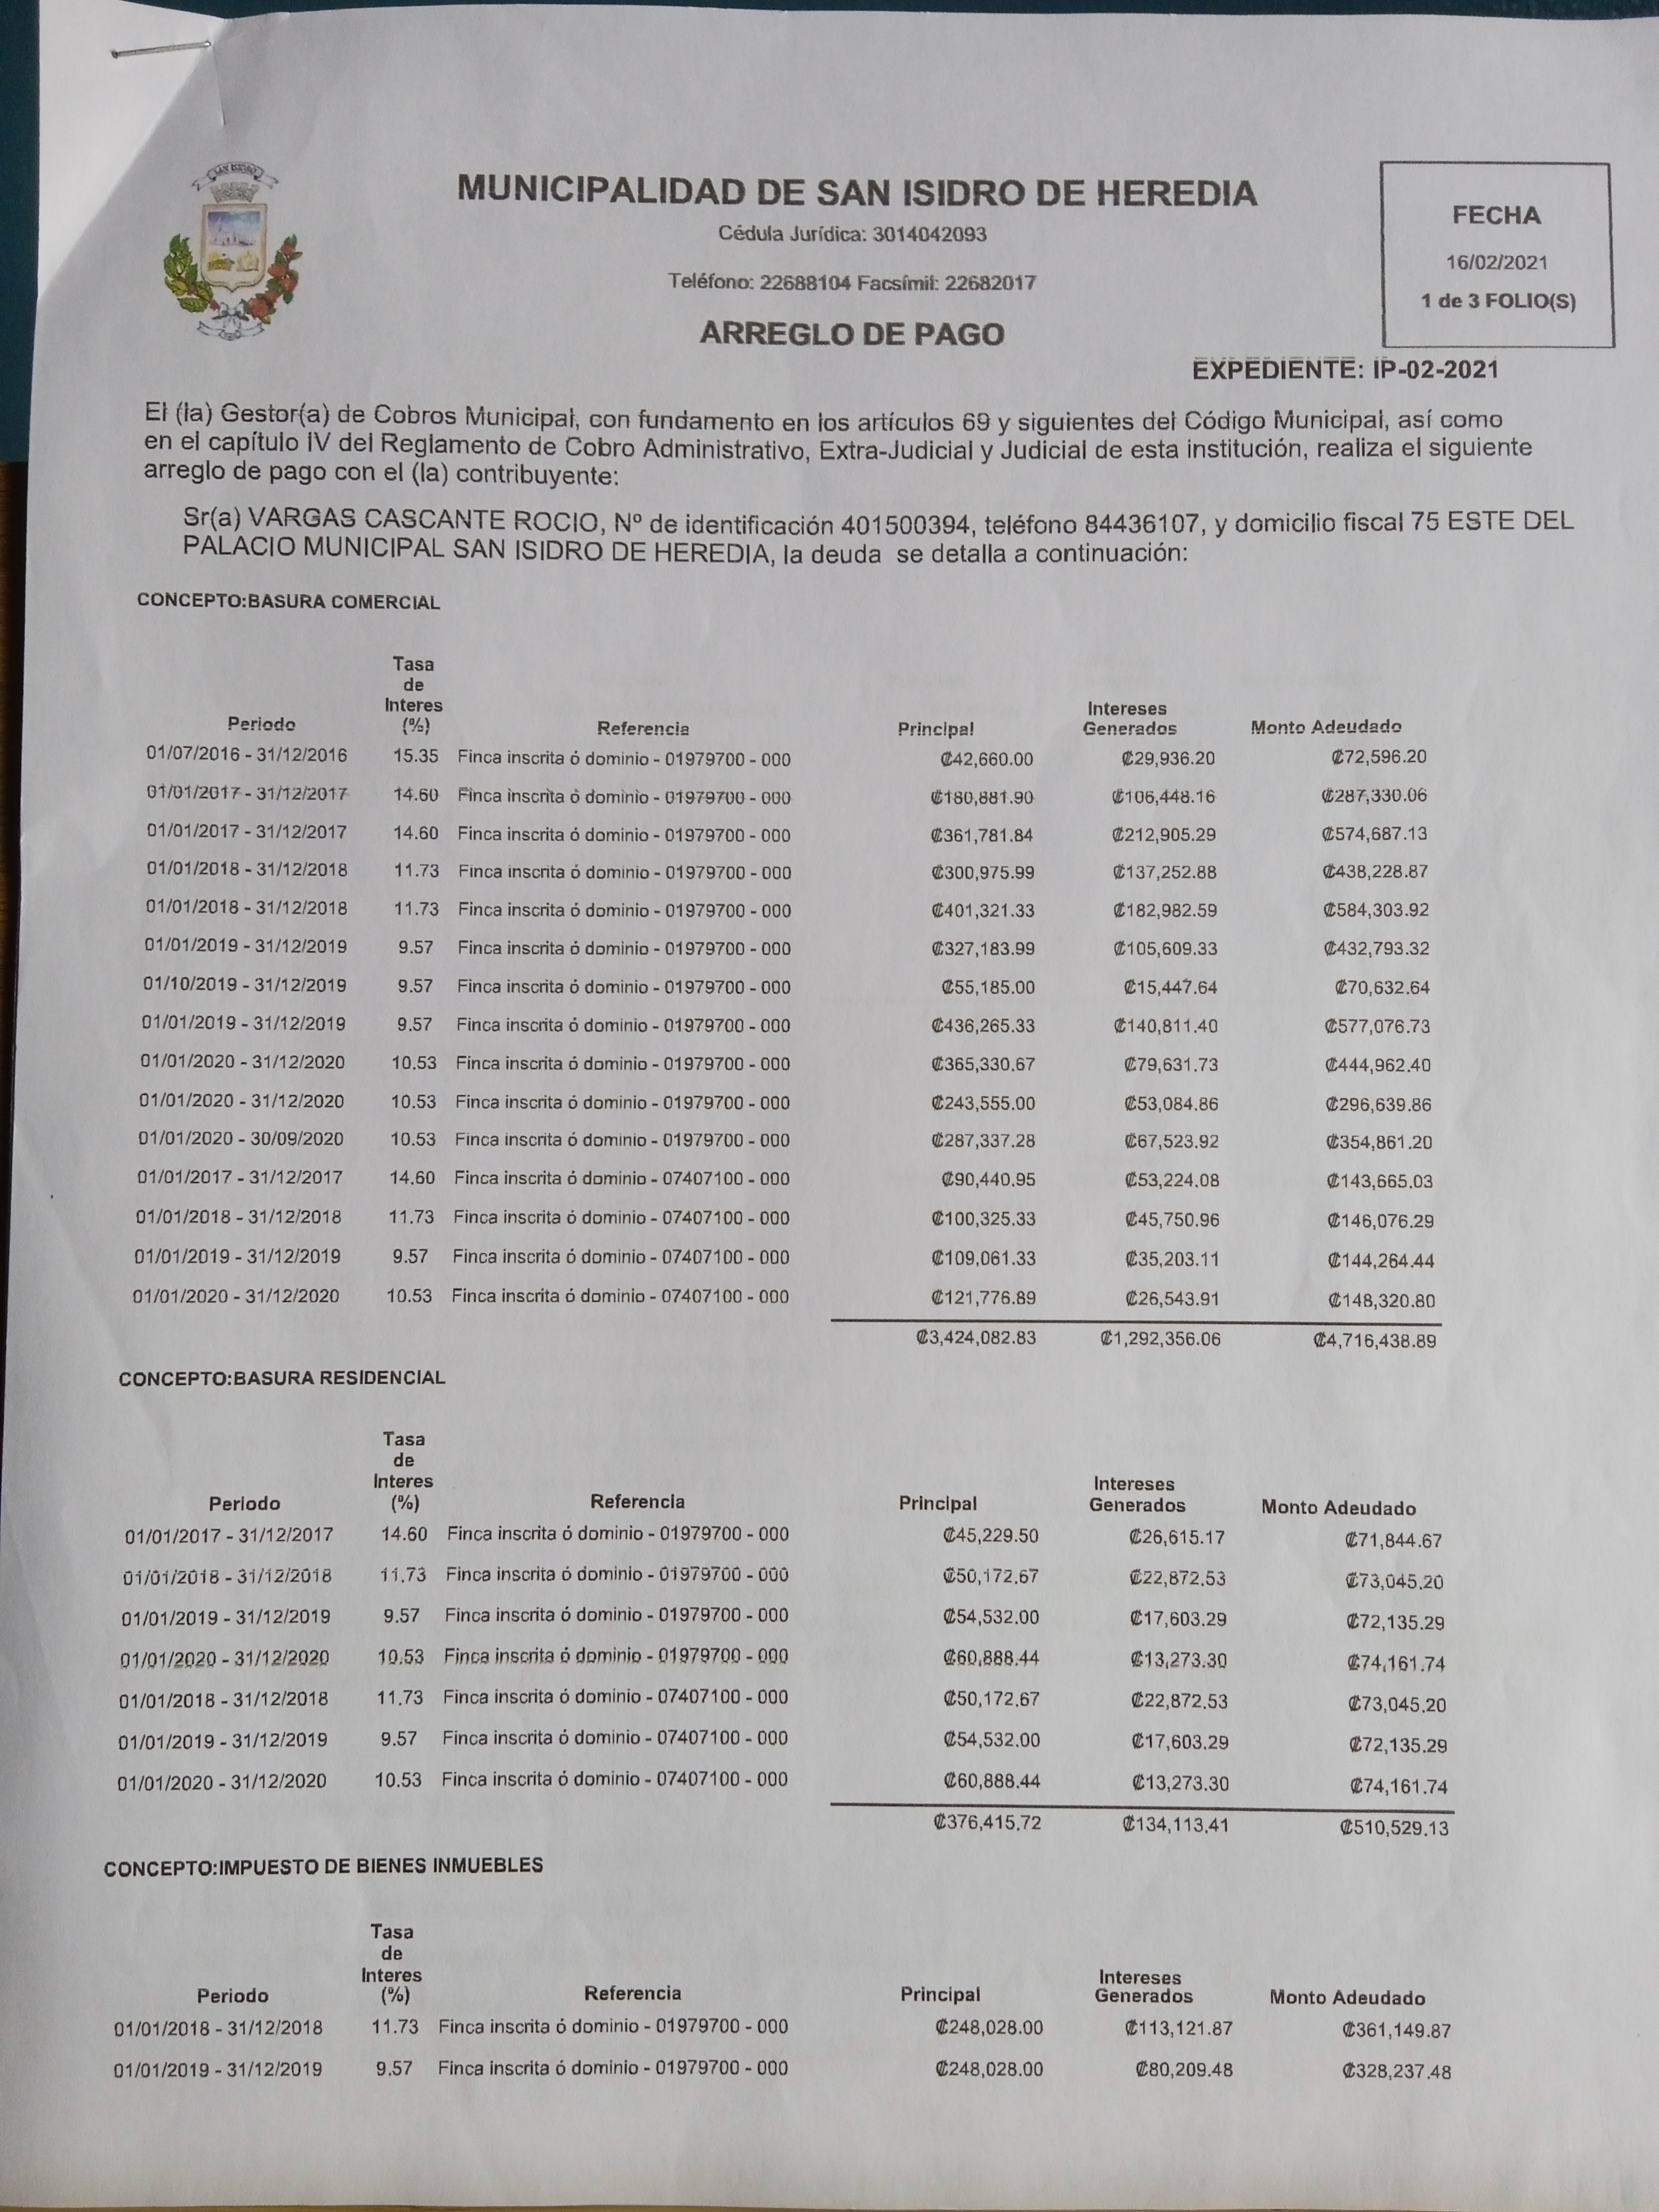 SAN ISIDRO
MUNICIPALIDAD DE SAN ISIDRO DE HEREDIA
Cédula Jurídica: 3014042093
Teléfono: 22688104 Facsímil: 22682017
ARREGLO DE PAGO
FECHA
16/02/2021
1 de 3 FOLIO(S)
EXPEDIENTE: IP-02-2021
El (la) Gestor(a) de Cobros Municipal, con fundamento en los artículos 69 y siguientes del Código Municipal, así como
en el capítulo IV del Reglamento de Cobro Administrativo, Extra-Judicial y Judicial de esta institución, realiza el siguiente
arreglo de pago con el (la) contribuyente:
Sr(a) VARGAS CASCANTE ROCIO, Nº de identificación 401500394, teléfono 84436107, y domicilio fiscal 75 ESTE DEL
PALACIO MUNICIPAL SAN ISIDRO DE HEREDIA, la deuda se detalla a continuación:
CONCEPTO:BASURA COMERCIAL
Periodo Tasa de Interes (%) Referencia Principal Intereses Generados Monto Adeudado
01/07/2016 - 31/12/2016 15.35 Finca inscrita ó dominio - 01979700 - 000 ₡42,660.00 ₡29,936.20 ₡72,596.20
01/01/2017 - 31/12/2017 14.60 Finca inscrita ó dominio - 01979700 - 000 ₡180,881.90 ₡106,448.16 ₡287,330.06
01/01/2017 - 31/12/2017 14.60 Finca inscrita ó dominio - 01979700 - 000 ₡361,781.84 ₡212,905.29 ₡574,687.13
01/01/2018 - 31/12/2018 11.73 Finca inscrita ó dominio - 01979700 - 000 ₡300,975.99 ₡137,252.88 ₡438,228.87
01/01/2018 - 31/12/2018 11.73 Finca inscrita ó dominio - 01979700 - 000 ₡401,321.33 ₡182,982.59 ₡584,303.92
01/01/2019 - 31/12/2019 9.57 Finca inscrita ó dominio - 01979700 - 000 ₡327,183.99 ₡105,609.33 ₡432,793.32
01/10/2019 - 31/12/2019 9.57 Finca inscrita ó dominio - 01979700 - 000 ₡55,185.00 ₡15,447.64 ₡70,632.64
01/01/2019 - 31/12/2019 9.57 Finca inscrita ó dominio - 01979700 - 000 ₡436,265.33 ₡140,811.40 ₡577,076.73
01/01/2020 - 31/12/2020 10.53 Finca inscrita ó dominio - 01979700 - 000 ₡365,330.67 ₡79,631.73 ₡444,962.40
01/01/2020 - 31/12/2020 10.53 Finca inscrita ó dominio - 01979700 - 000 ₡243,555.00 ₡53,084.86 ₡296,639.86
01/01/2020 - 30/09/2020 10.53 Finca inscrita ó dominio - 01979700 - 000 ₡287,337.28 ₡67,523.92 ₡354,861.20
01/01/2017 - 31/12/2017 14.60 Finca inscrita ó dominio - 07407100 - 000 ₡90,440.95 ₡53,224.08 ₡143,665.03
01/01/2018 - 31/12/2018 11.73 Finca inscrita ó dominio - 07407100 - 000 ₡100,325.33 ₡45,750.96 ₡146,076.29
01/01/2019 - 31/12/2019 9.57 Finca inscrita ó dominio - 07407100 - 000 ₡109,061.33 ₡35,203.11 ₡144,264.44
01/01/2020 - 31/12/2020 10.53 Finca inscrita ó dominio - 07407100 - 000 ₡121,776.89 ₡26,543.91 ₡148,320.80
₡3,424,082.83 ₡1,292,356.06 ₡4,716,438.89
CONCEPTO:BASURA RESIDENCIAL
Periodo Tasa de Interes (%) Referencia Principal Intereses Generados Monto Adeudado
01/01/2017 - 31/12/2017 14.60 Finca inscrita ó dominio - 01979700 - 000 ₡45,229.50 ₡26,615.17 ₡71,844.67
01/01/2018 - 31/12/2018 11.73 Finca inscrita ó dominio - 01979700 - 000 ₡50,172.67 ₡22,872.53 ₡73,045.20
01/01/2019 - 31/12/2019 9.57 Finca inscrita ó dominio - 01979700 - 000 ₡54,532.00 ₡17,603.29 ₡72,135.29
01/01/2020 - 31/12/2020 10.53 Finca inscrita ó dominio - 01979700 - 000 ₡60,888.44 ₡13,273.30 ₡74,161.74
01/01/2018 - 31/12/2018 11.73 Finca inscrita ó dominio - 07407100 - 000 ₡50,172.67 ₡22,872.53 ₡73,045.20
01/01/2019 - 31/12/2019 9.57 Finca inscrita ó dominio - 07407100 - 000 ₡54,532.00 ₡17,603.29 ₡72,135.29
01/01/2020 - 31/12/2020 10.53 Finca inscrita ó dominio - 07407100 - 000 ₡60,888.44 ₡13,273.30 ₡74,161.74
₡376,415.72 ₡134,113.41 ₡510,529.13
CONCEPTO:IMPUESTO DE BIENES INMUEBLES
Periodo Tasa de Interes (%) Referencia Principal Intereses Generados Monto Adeudado
01/01/2018 - 31/12/2018 11.73 Finca inscrita ó dominio - 01979700 - 000 ₡248,028.00 ₡113,121.87 ₡361,149.87
01/01/2019 - 31/12/2019 9.57 Finca inscrita ó dominio - 01979700 - 000 ₡248,028.00 ₡80,209.48 ₡328,237.48